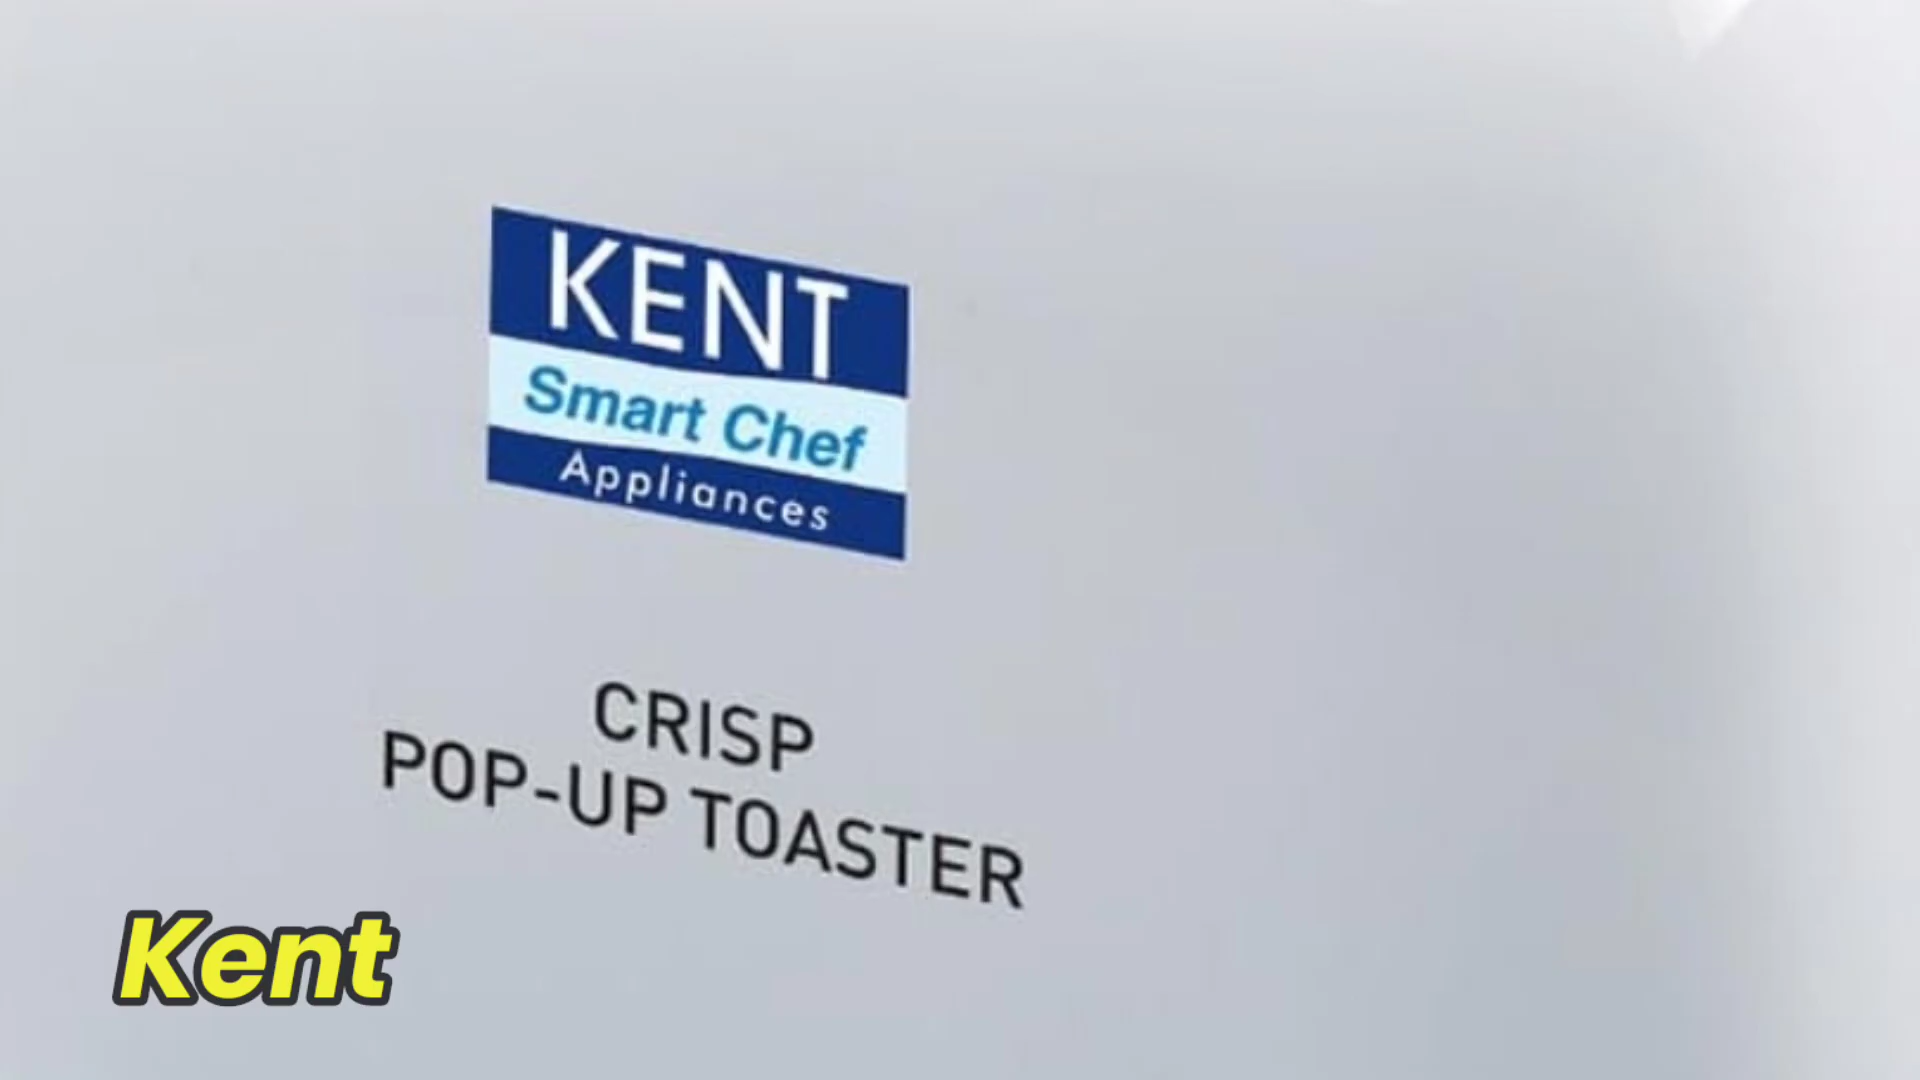 KENT
Smart Chef
Appliances
CRISP
POP-UP TOASTER
Kent